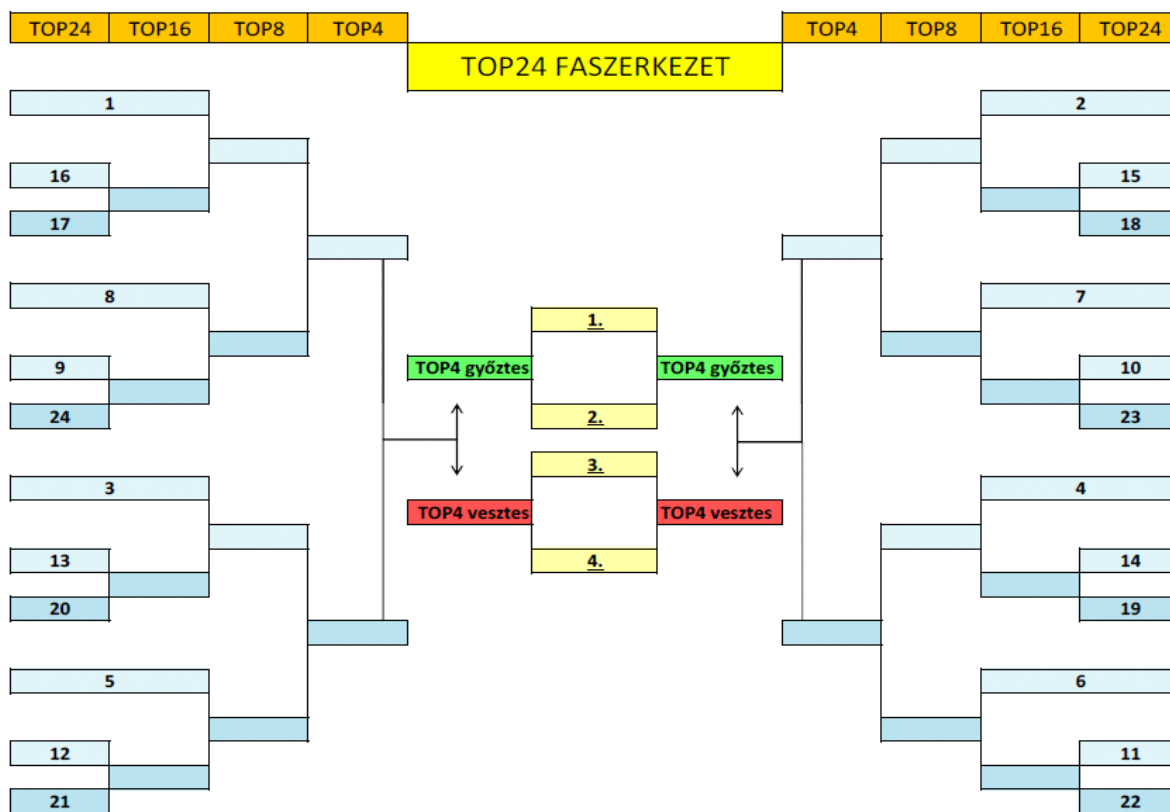 TOP24 TOP16 TOP8 TOP4 TOP4 TOP8 TOP16 TOP24
TOP24 FASZERKEZET
1 2
16 15
17 18
8 7
1.
9 TOP4 győztes TOP4 győztes 10
24 2. 23
3.
3 4
TOP4 vesztes TOP4 vesztes
13 4. 14
20 19
5 6
12 11
21 22